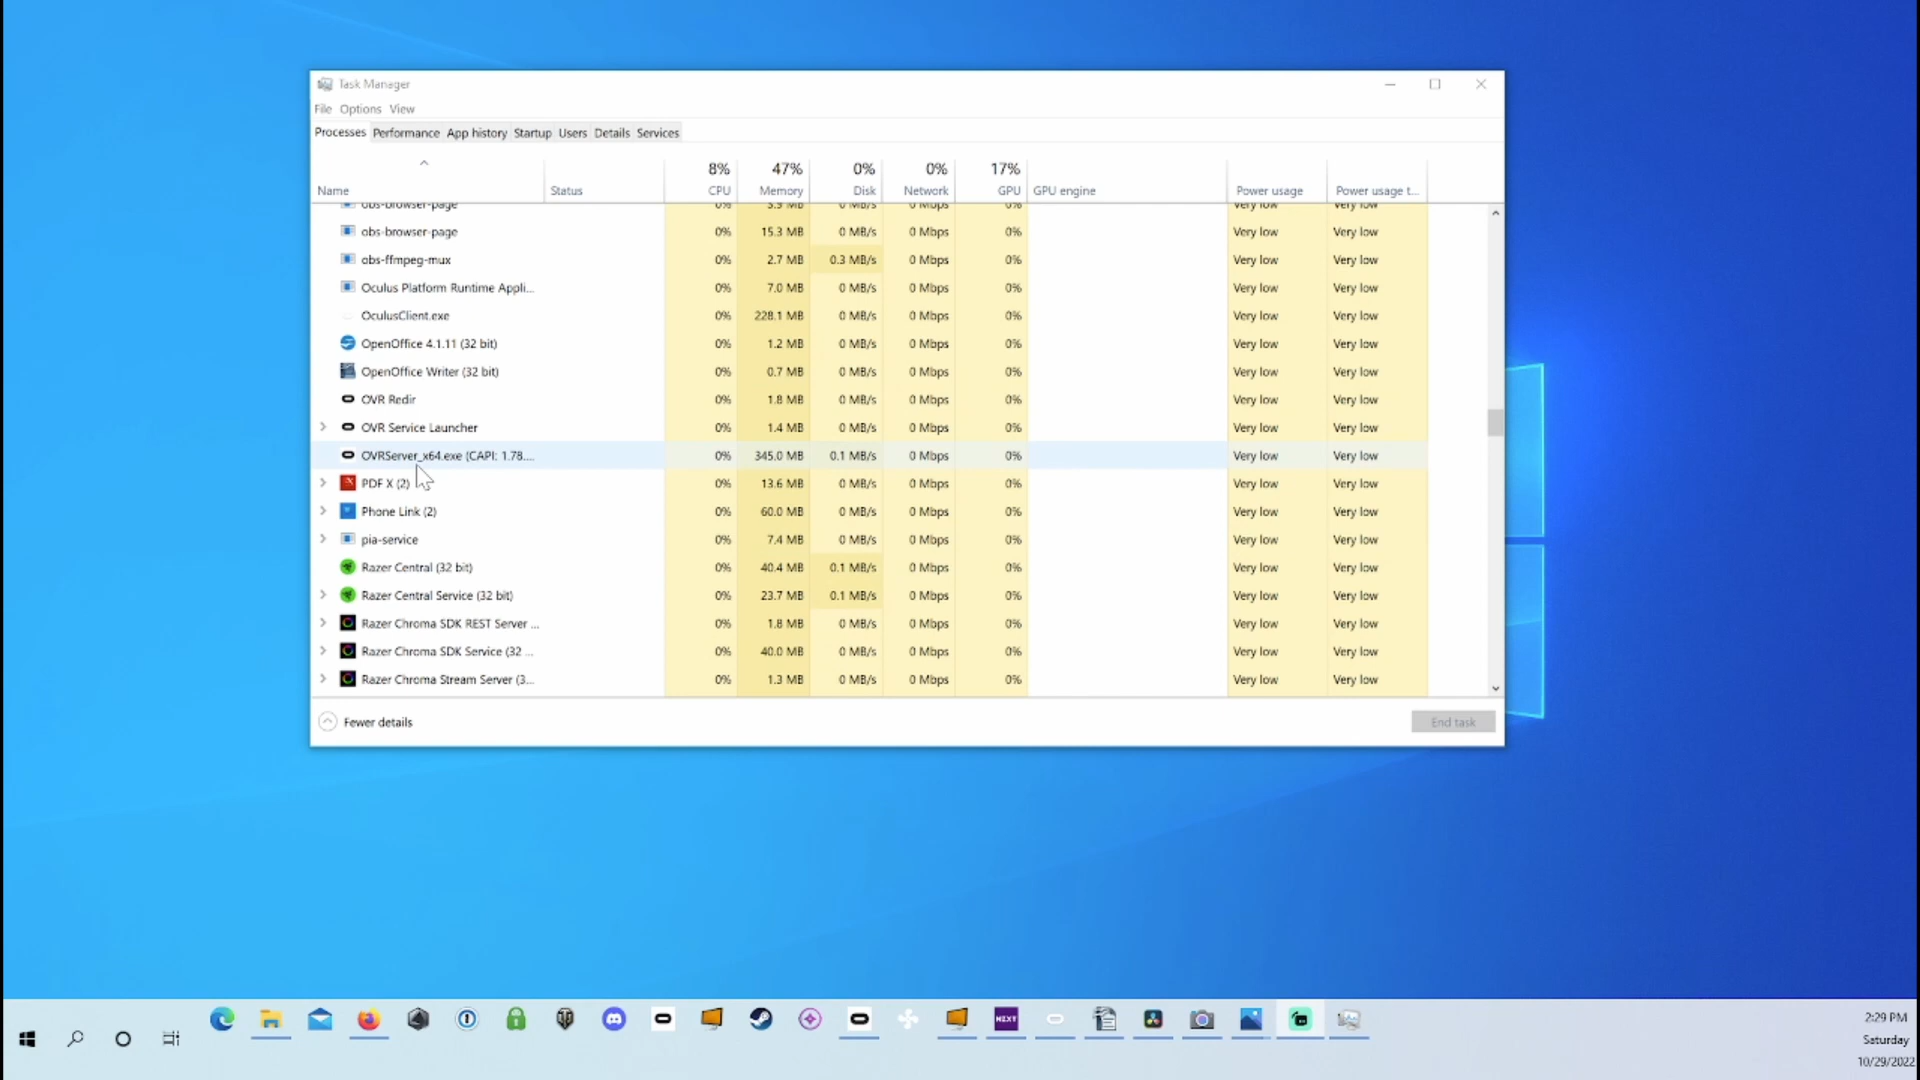 Task Manager
File Options View
Processes Performance App history Startup Users Details Services
8% 47% 0% 0% 17%
Name Status CPU Memory Disk Network GPU GPU engine Power usage Power usage t...
obs-browser-page 0% 3.3 MB 0 MB/s 0 Mbps 0% Very low Very low
obs-browser-page 0% 15.3 MB 0 MB/s 0 Mbps 0% Very low Very low
obs-ffmpeg-mux 0% 2.7 MB 0.3 MB/s 0 Mbps 0% Very low Very low
Oculus Platform Runtime Appli... 0% 7.0 MB 0 MB/s 0 Mbps 0% Very low Very low
OculusClient.exe 0% 228.1 MB 0 MB/s 0 Mbps 0% Very low Very low
OpenOffice 4.1.11 (32 bit) 0% 1.2 MB 0 MB/s 0 Mbps 0% Very low Very low
OpenOffice Writer (32 bit) 0% 0.7 MB 0 MB/s 0 Mbps 0% Very low Very low
OVR Redir 0% 1.8 MB 0 MB/s 0 Mbps 0% Very low Very low
OVR Service Launcher 0% 1.4 MB 0 MB/s 0 Mbps 0% Very low Very low
OVRServer_x64.exe (CAPI: 1.78.... 0% 345.0 MB 0.1 MB/s 0 Mbps 0% Very low Very low
PDF X (2) 0% 13.6 MB 0 MB/s 0 Mbps 0% Very low Very low
Phone Link (2) 0% 60.0 MB 0 MB/s 0 Mbps 0% Very low Very low
pia-service 0% 7.4 MB 0 MB/s 0 Mbps 0% Very low Very low
Razer Central (32 bit) 0% 40.4 MB 0.1 MB/s 0 Mbps 0% Very low Very low
Razer Central Service (32 bit) 0% 23.7 MB 0.1 MB/s 0 Mbps 0% Very low Very low
Razer Chroma SDK REST Server ... 0% 1.8 MB 0 MB/s 0 Mbps 0% Very low Very low
Razer Chroma SDK Service (32 ... 0% 40.0 MB 0 MB/s 0 Mbps 0% Very low Very low
Razer Chroma Stream Server (3... 0% 1.3 MB 0 MB/s 0 Mbps 0% Very low Very low
Fewer details End task
NZXT
2:29 PM
Saturday
10/29/2022